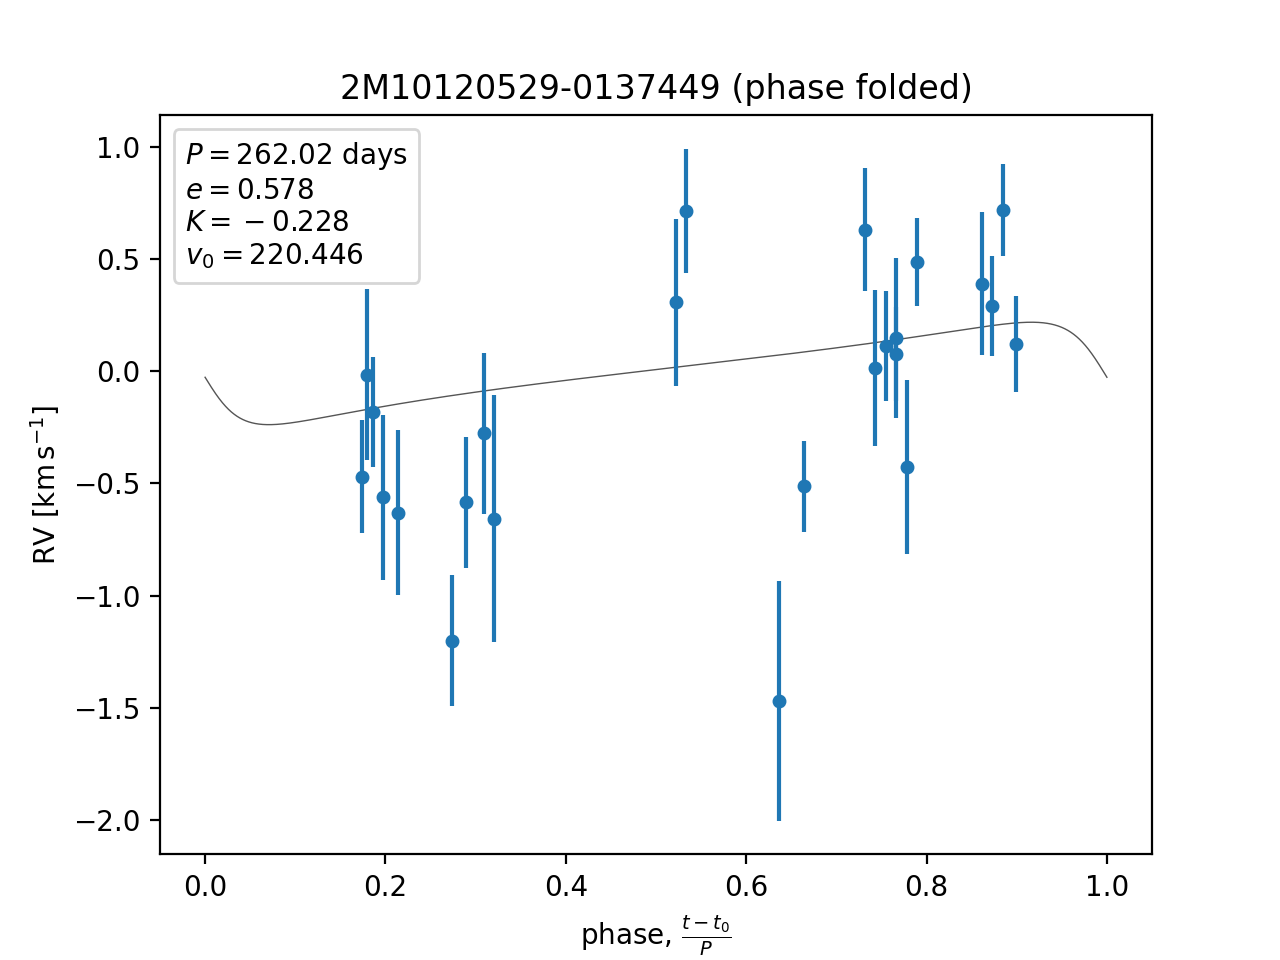 2M10120529-0137449 (phase folded)
P = 262.02 days
e = 0.578
K = −0.228
v₀ = 220.446
1.0
0.5
0.0
−0.5
−1.0
−1.5
−2.0
RV [km s⁻¹]
0.0 0.2 0.4 0.6 0.8 1.0
phase, (t − t₀)/P